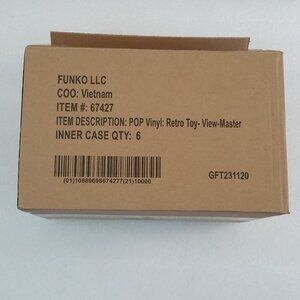 FUNKO LLC
COO: Vietnam
ITEM #: 67427
ITEM DESCRIPTION: POP Vinyl: Retro Toy- View-Master
INNER CASE QTY: 6
(01)10889698674277(21)10000
GFT231120